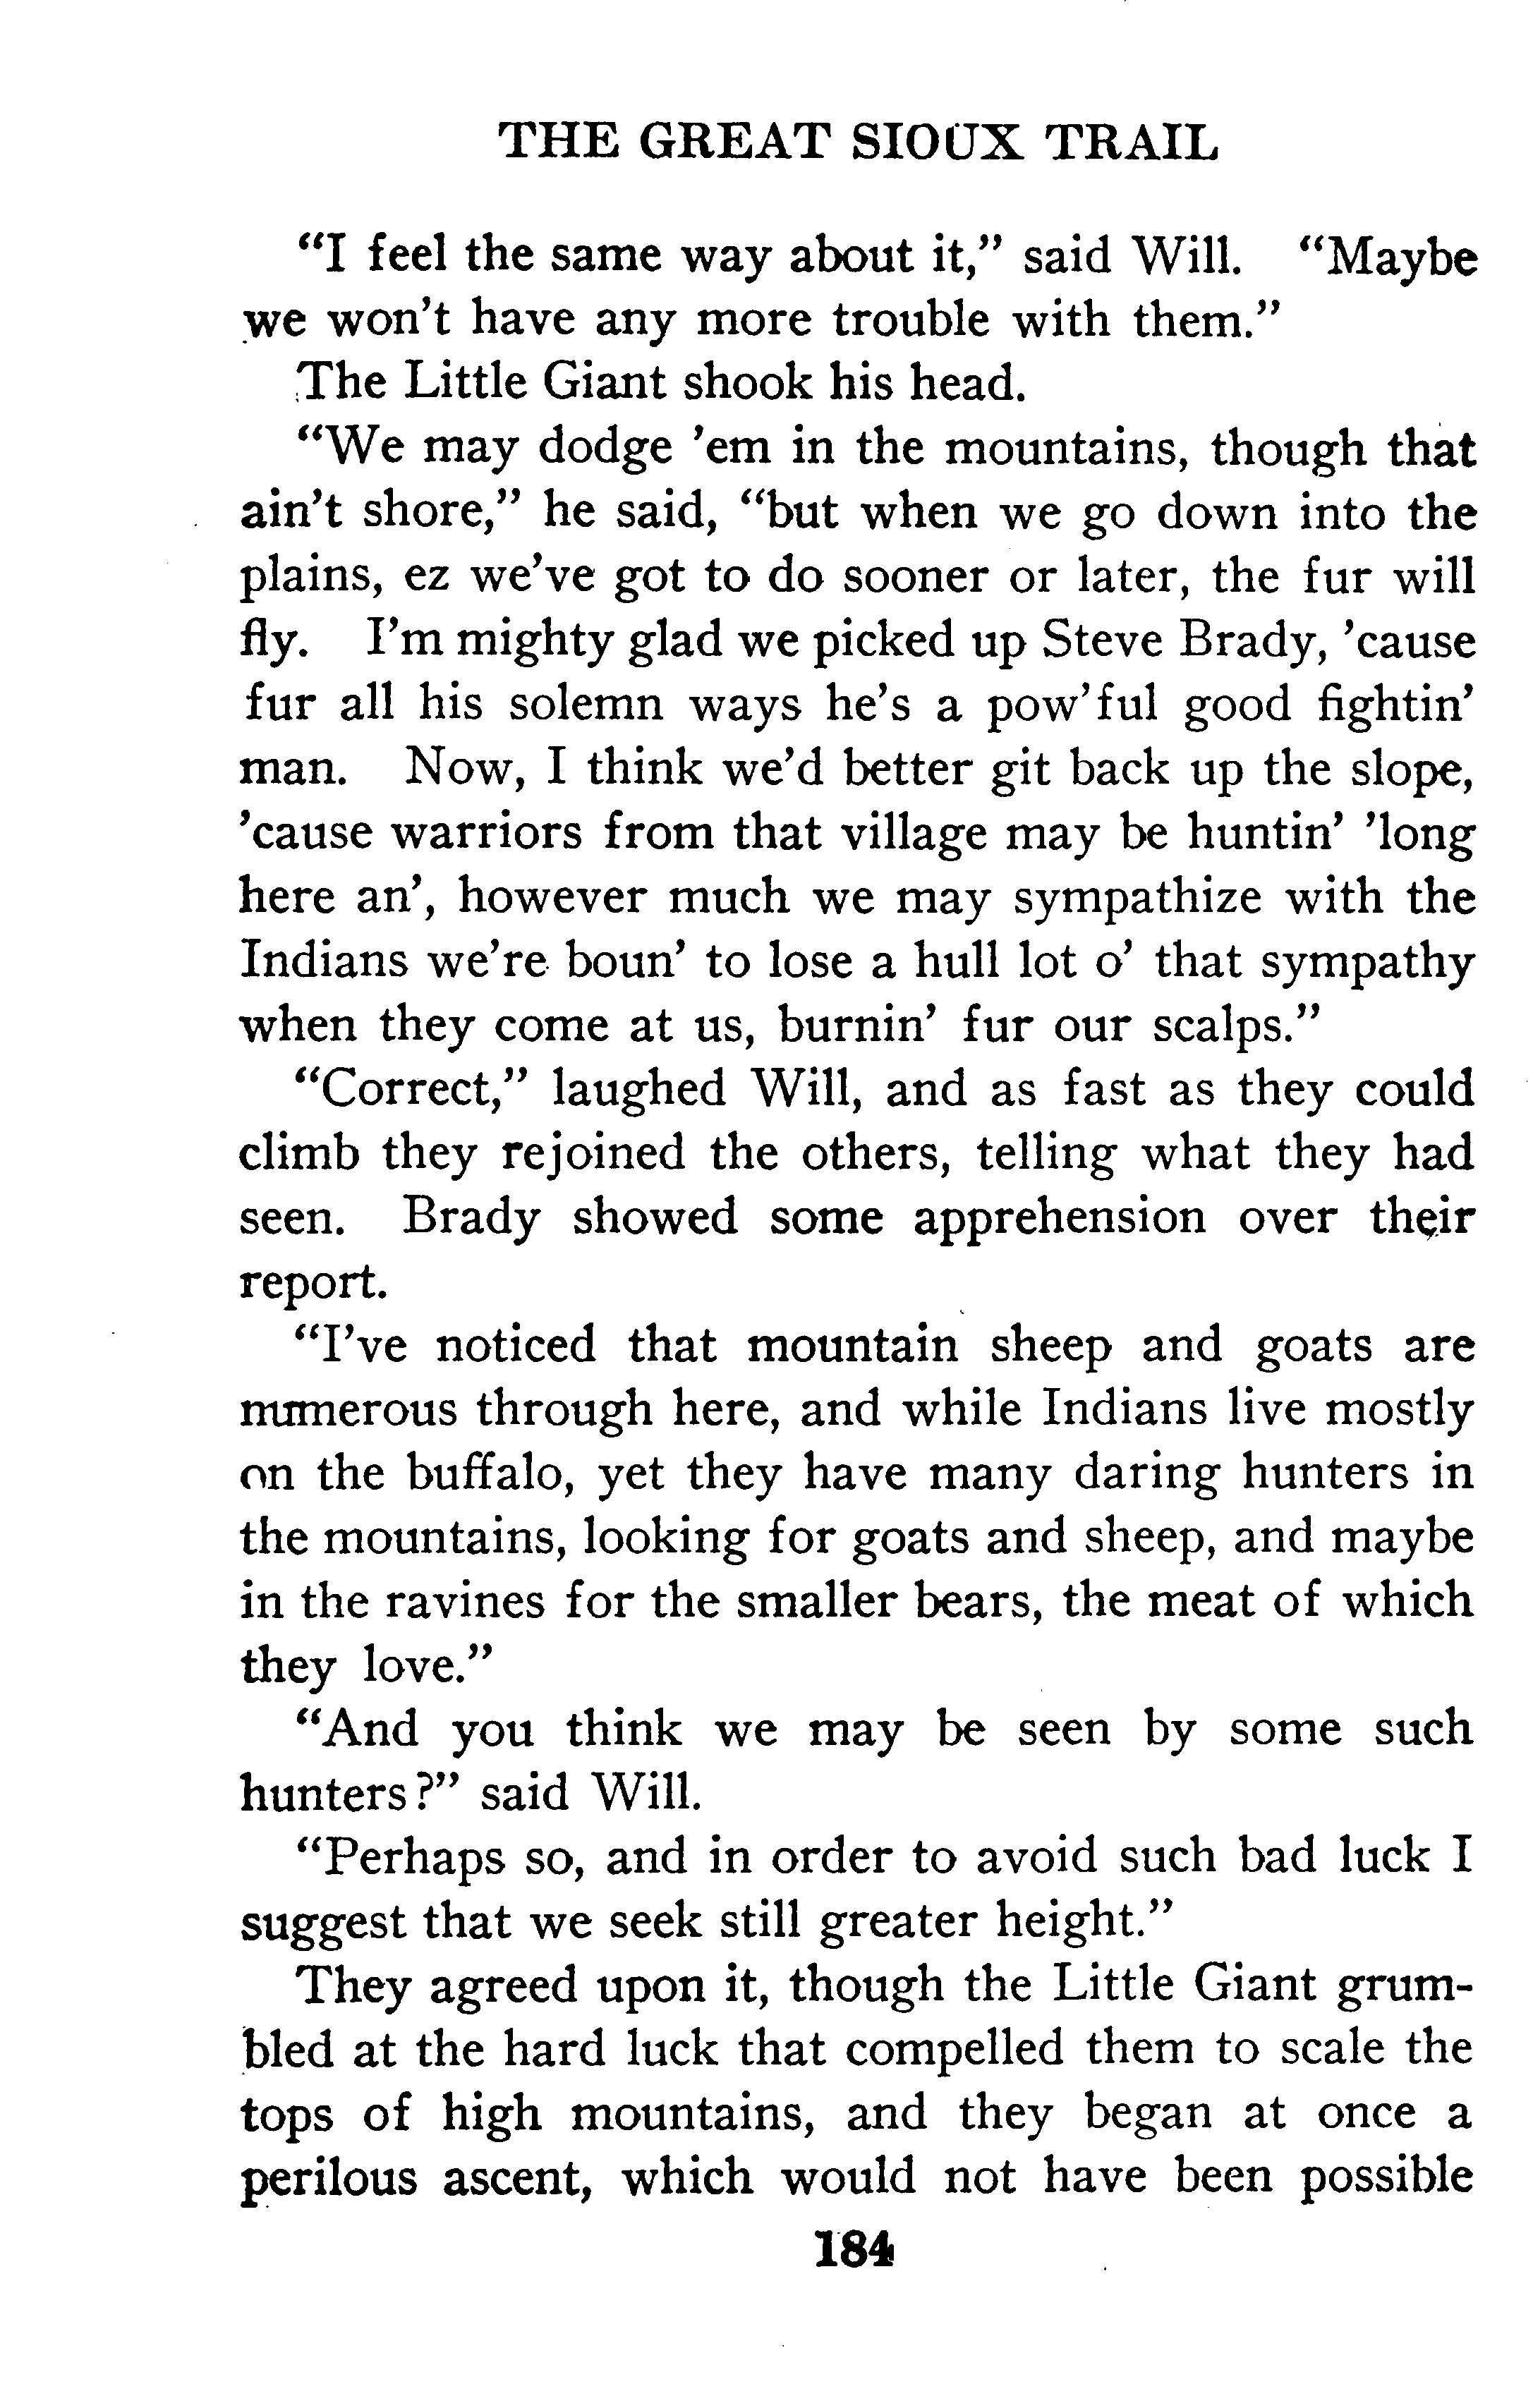 THE GREAT SIOUX TRAIL
“I feel the same way about it,” said Will. “Maybe
we won't have any more trouble with them.”
The Little Giant shook his head.
“We may dodge ’em in the mountains, though that
ain't shore,” he said, “but when we go down into the
plains, ez we’ve got to do sooner or later, the fur will
fly. I’m mighty glad we picked up Steve Brady, ’cause
fur all his solemn ways he’s a pow’ful good fightin’
man. Now, I think we’d better git back up the slope,
’cause warriors from that village may be huntin’ ’long
here an’, however much we may sympathize with the
Indians we’re boun’ to lose a hull lot o’ that sympathy
when they come at us, burnin’ fur our scalps.”
“Correct,” laughed Will, and as fast as they could
climb they rejoined the others, telling what they had
seen. Brady showed some apprehension over their
report.
“I’ve noticed that mountain sheep and goats are
numerous through here, and while Indians live mostly
on the buffalo, yet they have many daring hunters in
the mountains, looking for goats and sheep, and maybe
in the ravines for the smaller bears, the meat of which
they love.”
“And you think we may be seen by some such
hunters?” said Will.
“Perhaps so, and in order to avoid such bad luck I
suggest that we seek still greater height.”
They agreed upon it, though the Little Giant grum-
bled at the hard luck that compelled them to scale the
tops of high mountains, and they began at once a
perilous ascent, which would not have been possible
184